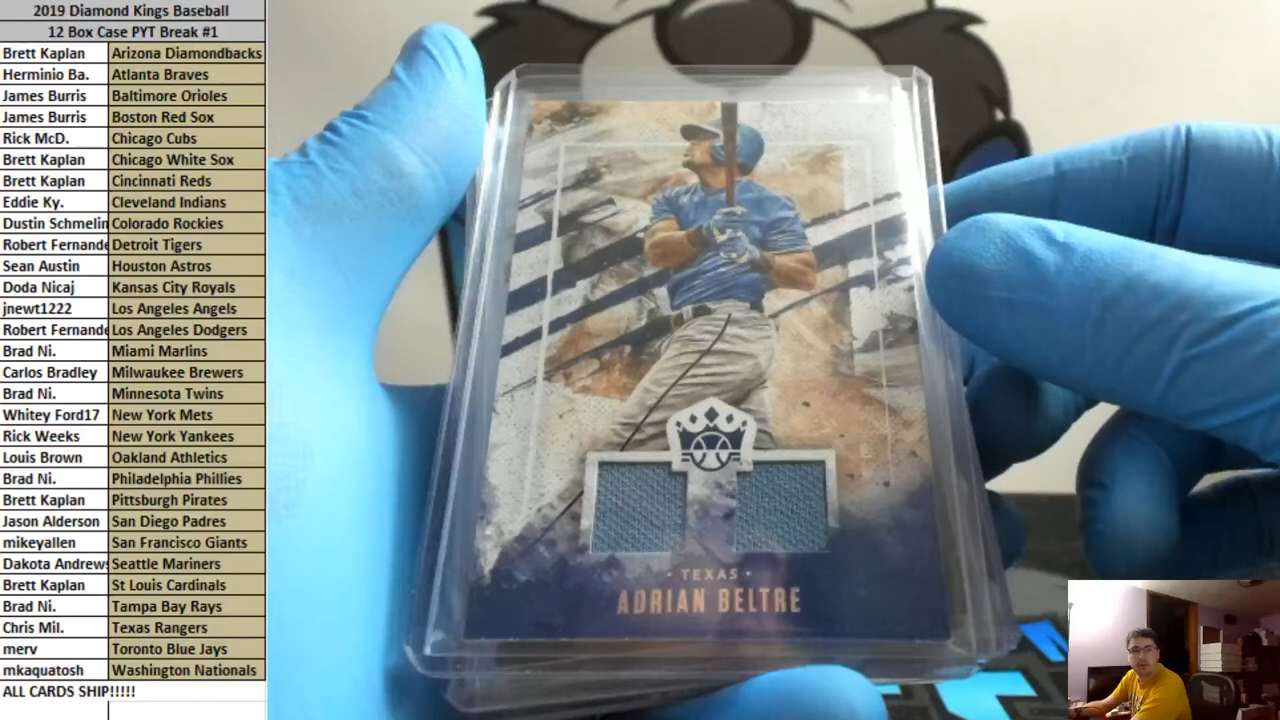 2019 Diamond Kings Baseball
12 Box Case PYT Break #1
Brett Kaplan Arizona Diamondbacks
Herminio Ba. Atlanta Braves
James Burris Baltimore Orioles
James Burris Boston Red Sox
Rick McD. Chicago Cubs
Brett Kaplan Chicago White Sox
Brett Kaplan Cincinnati Reds
Eddie Ky. Cleveland Indians
Dustin Schmelin Colorado Rockies
Robert Fernande Detroit Tigers
Sean Austin Houston Astros
Doda Nicaj Kansas City Royals
jnewt1222 Los Angeles Angels
Robert Fernande Los Angeles Dodgers
Brad Ni. Miami Marlins
Carlos Bradley Milwaukee Brewers
Brad Ni. Minnesota Twins
Whitey Ford17 New York Mets
Rick Weeks New York Yankees
Louis Brown Oakland Athletics
Brad Ni. Philadelphia Phillies
Brett Kaplan Pittsburgh Pirates
Jason Alderson San Diego Padres
mikeyallen San Francisco Giants
Dakota Andrews Seattle Mariners
Brett Kaplan St Louis Cardinals
Brad Ni. Tampa Bay Rays
Chris Mil. Texas Rangers
merv Toronto Blue Jays
mkaquatosh Washington Nationals
ALL CARDS SHIP!!!!!
· TEXAS ·
ADRIAN BELTRE